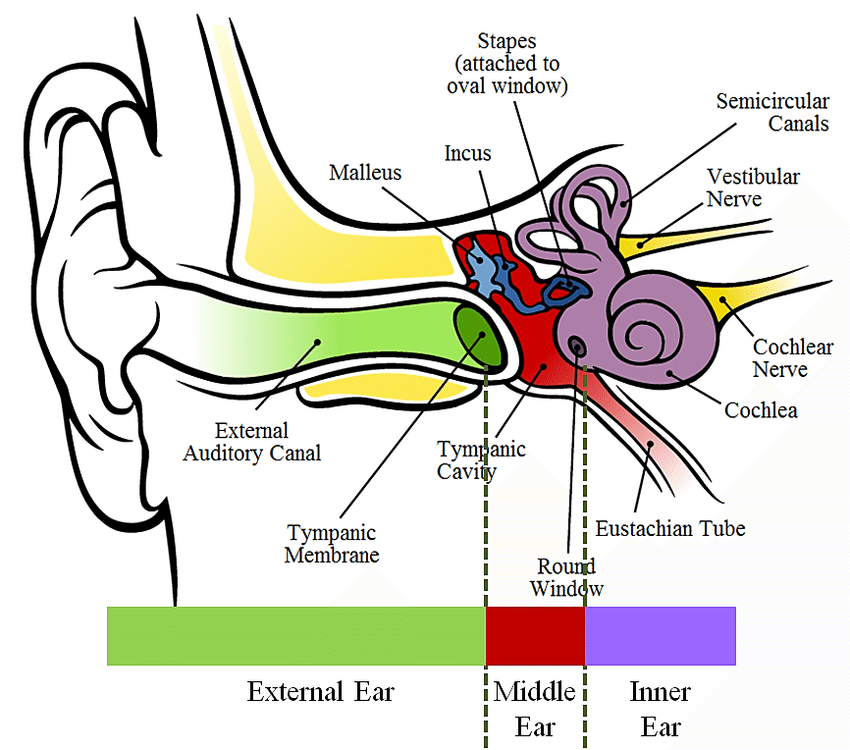 Stapes
(attached to
oval window)
Semicircular
Canals
Incus
Malleus
Vestibular
Nerve
Cochlear
Nerve
Cochlea
External
Auditory Canal
Tympanic
Cavity
Tympanic
Membrane
Eustachian Tube
Round
Window
External Ear
Middle
Ear
Inner
Ear